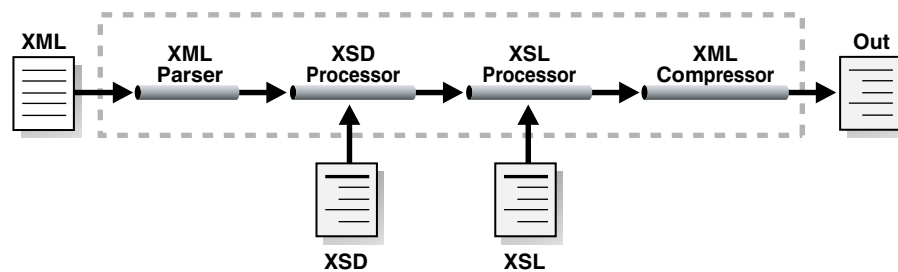 XML
XML
Parser
XSD
Processor
XSL
Processor
XML
Compressor
Out
XSD
XSL